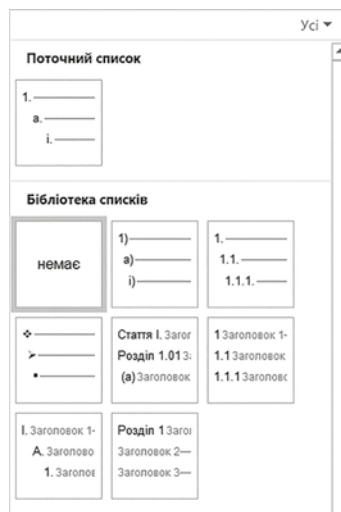 Усі
Поточний список
1.
a.
i.
Бібліотека списків
немає
1)
a)
i)
1.
1.1.
1.1.1.
Стаття I. Загол
Розділ 1.01 За
(a) Заголовок
1 Заголовок 1-
1.1 Заголовок
1.1.1 Заголовс
I. Заголовок 1-
A. Заголово
1. Заголов
Розділ 1 Загол
Заголовок 2—
Заголовок 3—